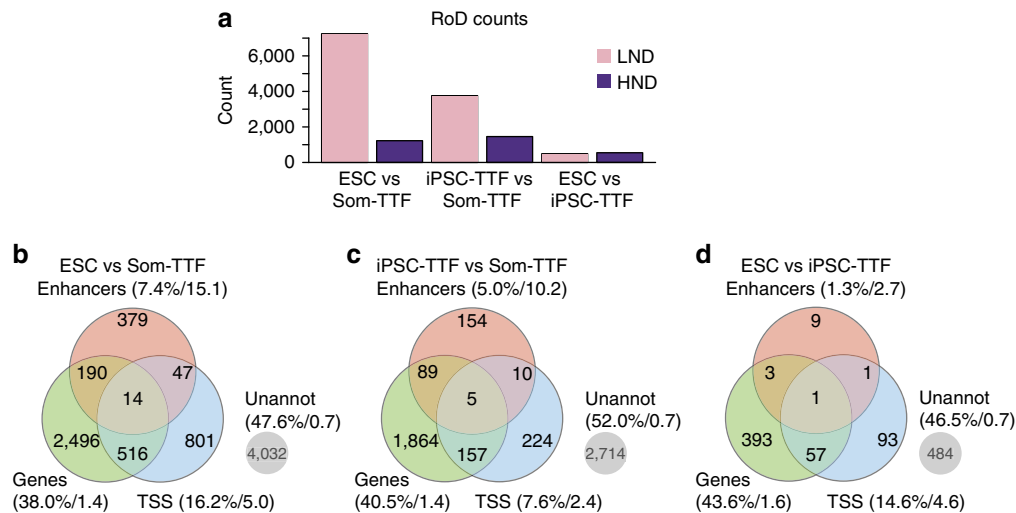 a
RoD counts
Count
6,000
4,000
2,000
0
LND
HND
ESC vs
Som-TTF
iPSC-TTF vs
Som-TTF
ESC vs
iPSC-TTF
b
ESC vs Som-TTF
Enhancers (7.4%/15.1)
379
190
47
14
2,496
516
801
Unannot
(47.6%/0.7)
4,032
Genes
(38.0%/1.4)
TSS (16.2%/5.0)
c
iPSC-TTF vs Som-TTF
Enhancers (5.0%/10.2)
154
89
10
5
1,864
157
224
Unannot
(52.0%/0.7)
2,714
Genes
(40.5%/1.4)
TSS (7.6%/2.4)
d
ESC vs iPSC-TTF
Enhancers (1.3%/2.7)
9
3
1
1
393
57
93
Unannot
(46.5%/0.7)
484
Genes
(43.6%/1.6)
TSS (14.6%/4.6)